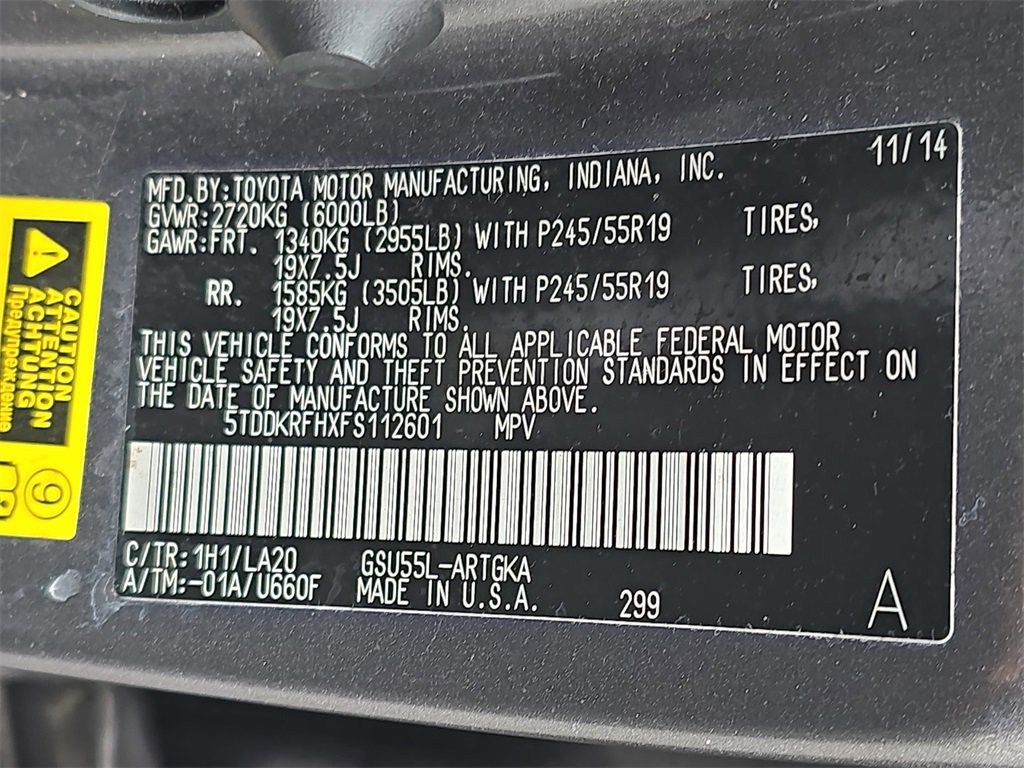 11/14
MFD.BY:TOYOTA MOTOR MANUFACTURING, INDIANA, INC.
GVWR:2720KG (6000LB)
GAWR:FRT. 1340KG (2955LB) WITH P245/55R19 TIRES,
19X7.5J RIMS.
RR. 1585KG (3505LB) WITH P245/55R19 TIRES,
19X7.5J RIMS.
THIS VEHICLE CONFORMS TO ALL APPLICABLE FEDERAL MOTOR
VEHICLE SAFETY AND THEFT PREVENTION STANDARDS IN EFFECT ON
THE DATE OF MANUFACTURE SHOWN ABOVE.
5TDDKRFHXFS112601 MPV
C/TR:1H1/LA20 GSU55L-ARTGKA
A/TM:-01A/U660F MADE IN U.S.A. 299 A
CAUTION
ATTENTION
ACHTUNG
Предупреждение
9